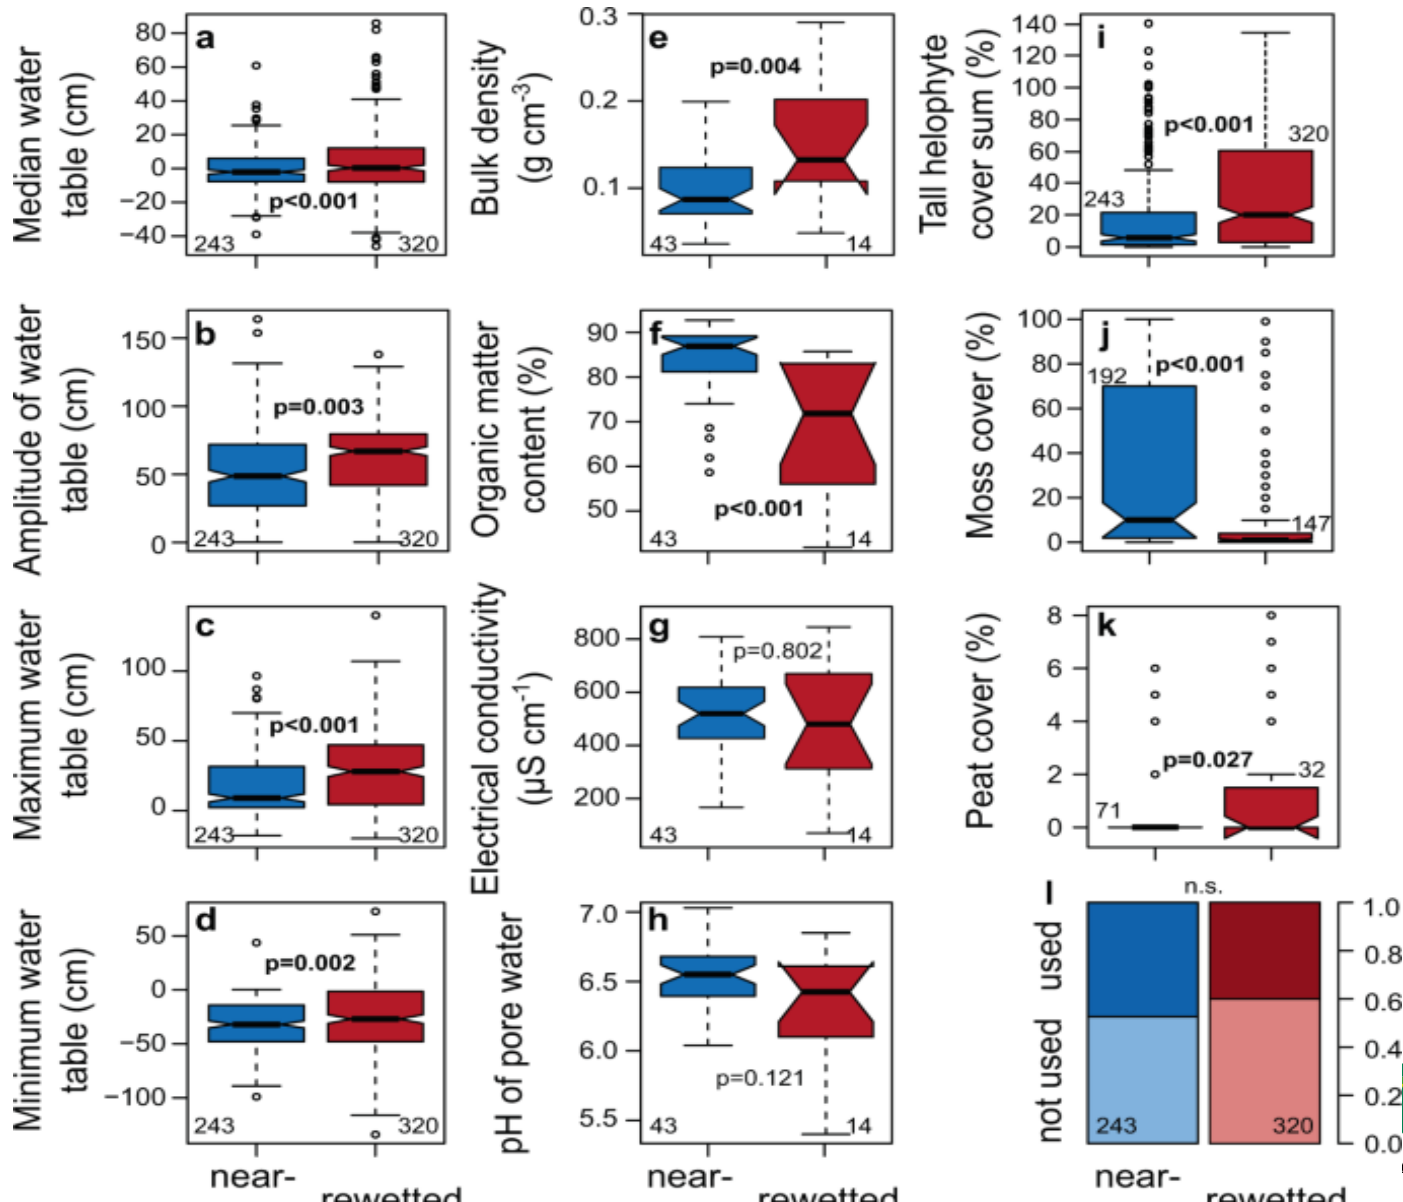 a
Median water
table (cm)
80
60
40
20
0
−20
−40
p<0.001
243
320
e
Bulk density
(g cm-3)
0.3
0.2
0.1
p=0.004
43
14
i
Tall helophyte
cover sum (%)
140
120
100
80
60
40
20
0
p<0.001
243
320
b
Amplitude of water
table (cm)
150
100
50
0
p=0.003
243
320
f
Organic matter
content (%)
90
80
70
60
50
p<0.001
43
14
j
Moss cover (%)
100
80
60
40
20
0
p<0.001
192
147
c
Maximum water
table (cm)
100
50
0
p<0.001
243
320
g
Electrical conductivity
(µS cm-1)
800
600
400
200
p=0.802
43
14
k
Peat cover (%)
8
6
4
2
0
p=0.027
71
32
d
Minimum water
table (cm)
50
0
−50
−100
p=0.002
243
320
h
pH of pore water
7.0
6.5
6.0
5.5
p=0.121
43
14
l
n.s.
not used
used
1.0
0.8
0.6
0.4
0.2
0.0
243
320
near-
rewetted
near-
rewetted
near-
rewetted